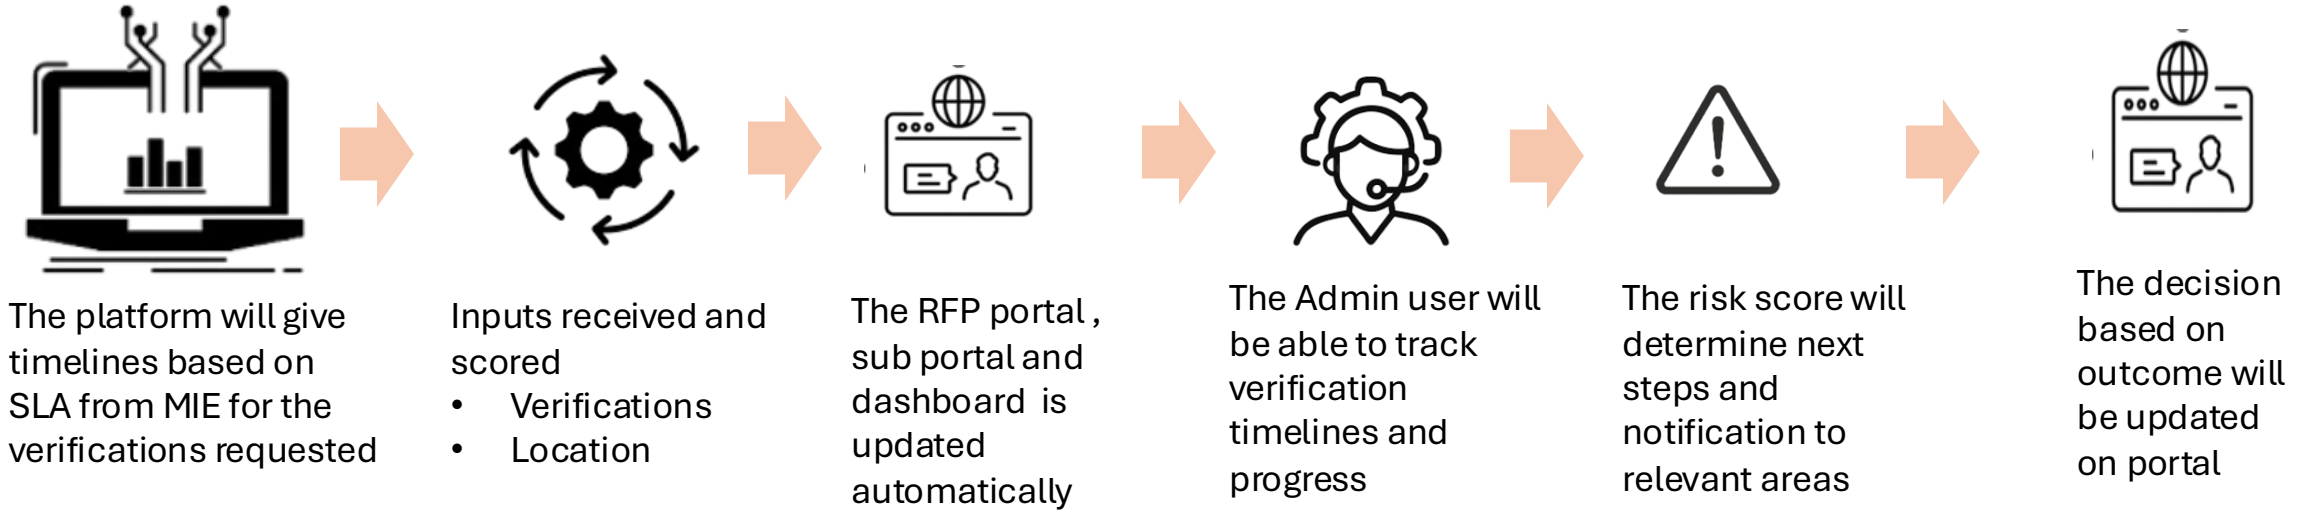 The platform will give
timelines based on
SLA from MIE for the
verifications requested
Inputs received and
scored
• Verifications
• Location
The RFP portal ,
sub portal and
dashboard is
updated
automatically
The Admin user will
be able to track
verification
timelines and
progress
The risk score will
determine next
steps and
notification to
relevant areas
The decision
based on
outcome will
be updated
on portal